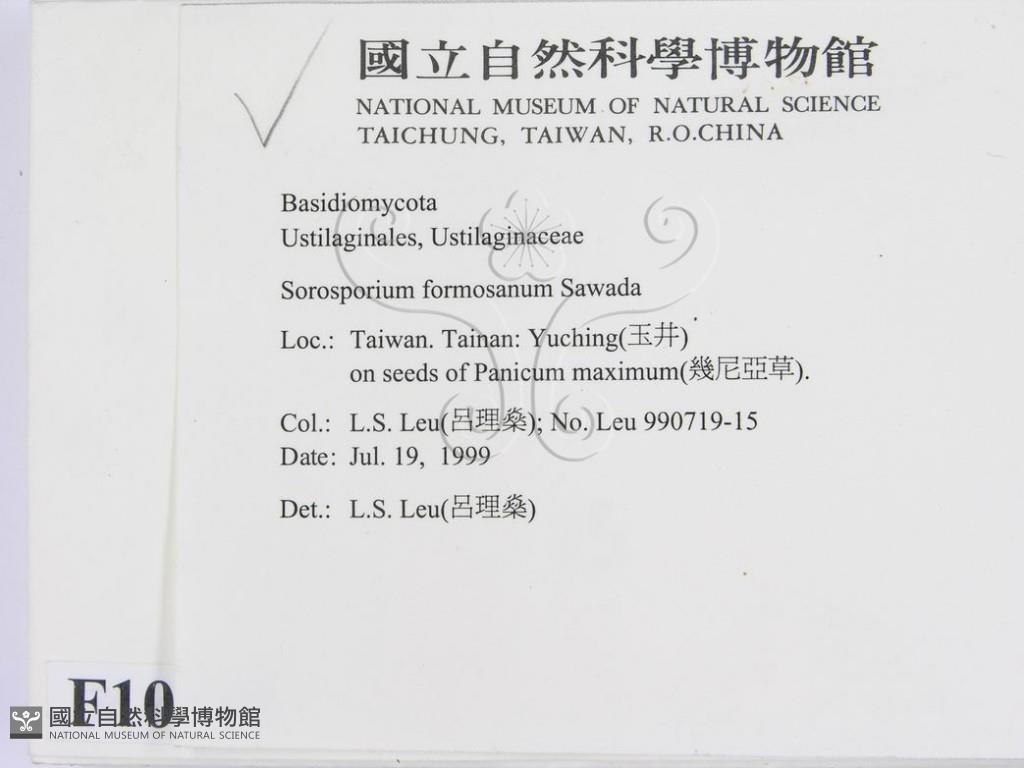 國立自然科學博物館
NATIONAL MUSEUM OF NATURAL SCIENCE
TAICHUNG, TAIWAN, R.O.CHINA
Basidiomycota
Ustilaginales, Ustilaginaceae
Sorosporium formosanum Sawada
Loc.: Taiwan. Tainan: Yuching(玉井)
on seeds of Panicum maximum(幾尼亞草).
Col.: L.S. Leu(呂理燊); No. Leu 990719-15
Date: Jul. 19, 1999
Det.: L.S. Leu(呂理燊)
F10
國立自然科學博物館
NATIONAL MUSEUM OF NATURAL SCIENCE